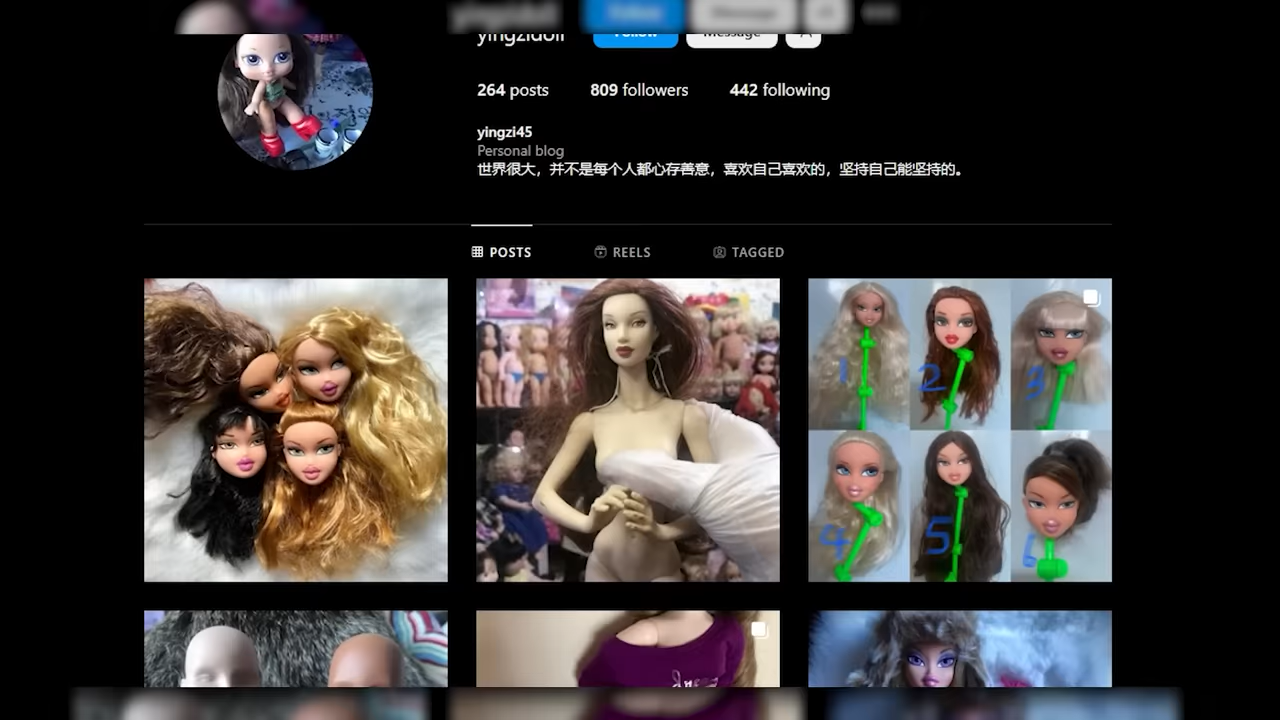 yingzidoll
Follow
Message
264 posts
809 followers
442 following
yingzi45
Personal blog
世界很大，并不是每个人都心存善意，喜欢自己喜欢的，坚持自己能坚持的。
POSTS
REELS
TAGGED
1
2
3
4
5